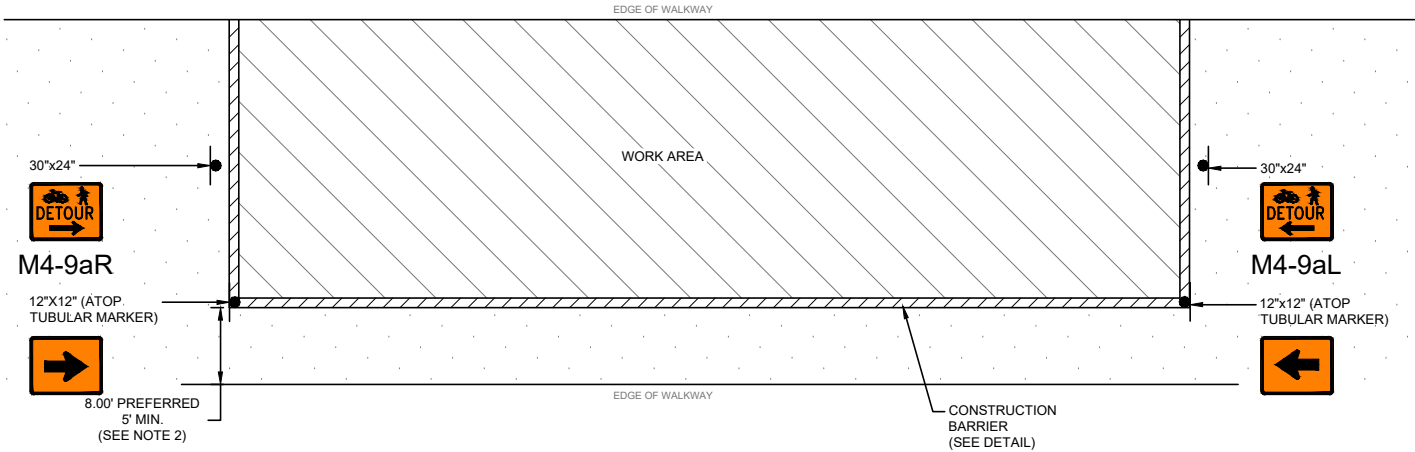 EDGE OF WALKWAY
WORK AREA
30"x24"
DETOUR
M4-9aR
12"X12" (ATOP
TUBULAR MARKER)
8.00' PREFERRED
5' MIN.
(SEE NOTE 2)
EDGE OF WALKWAY
CONSTRUCTION
BARRIER
(SEE DETAIL)
30"x24"
DETOUR
M4-9aL
12"x12" (ATOP
TUBULAR MARKER)